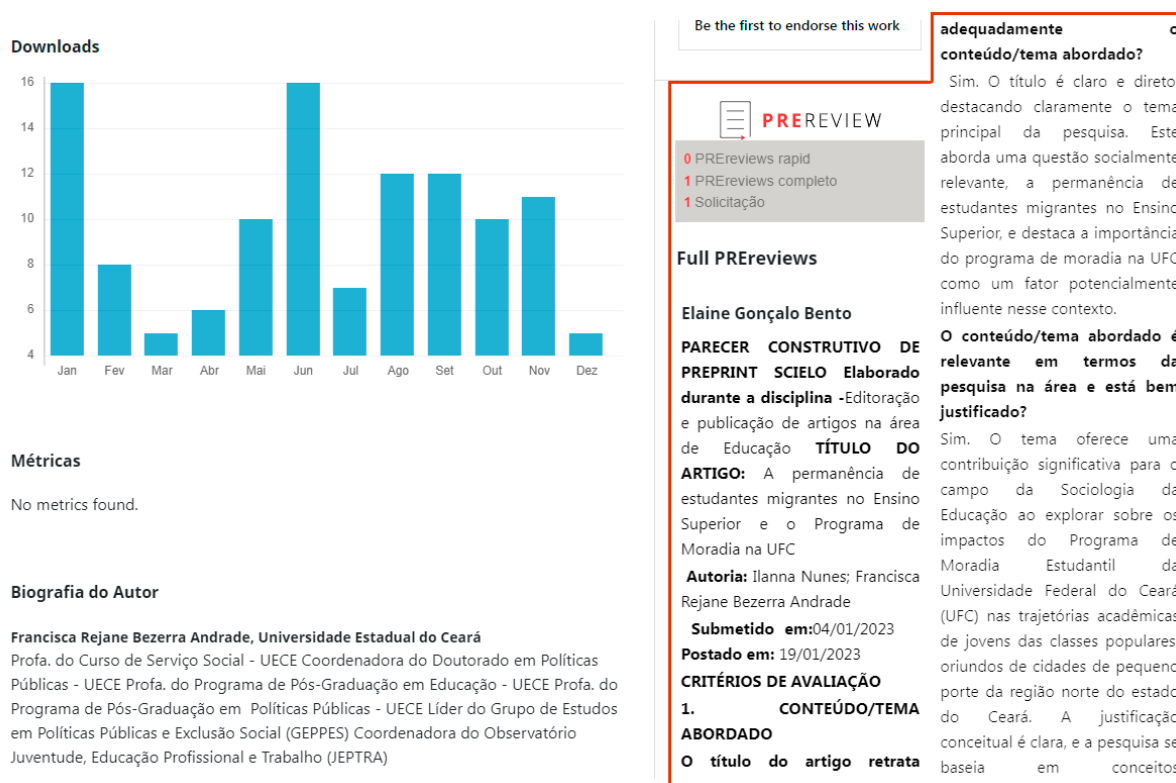 Downloads
16
14
12
10
8
6
4
Jan Fev Mar Abr Mai Jun Jul Ago Set Out Nov Dez
Métricas
No metrics found.
Biografia do Autor
Francisca Rejane Bezerra Andrade, Universidade Estadual do Ceará
Profa. do Curso de Serviço Social - UECE Coordenadora do Doutorado em Políticas
Públicas - UECE Profa. do Programa de Pós-Graduação em Educação - UECE Profa. do
Programa de Pós-Graduação em Políticas Públicas - UECE Líder do Grupo de Estudos
em Políticas Públicas e Exclusão Social (GEPPES) Coordenadora do Observatório
Juventude, Educação Profissional e Trabalho (JEPTRA)
Be the first to endorse this work
PREREVIEW
0 PREreviews rapid
1 PREreviews completo
1 Solicitação
Full PREreviews
Elaine Gonçalo Bento
PARECER CONSTRUTIVO DE
PREPRINT SCIELO Elaborado
durante a disciplina -Editoração
e publicação de artigos na área
de Educação TÍTULO DO
ARTIGO: A permanência de
estudantes migrantes no Ensino
Superior e o Programa de
Moradia na UFC
Autoria: Ilanna Nunes; Francisca
Rejane Bezerra Andrade
Submetido em:04/01/2023
Postado em: 19/01/2023
CRITÉRIOS DE AVALIAÇÃO
1. CONTEÚDO/TEMA
ABORDADO
O título do artigo retrata
adequadamente
conteúdo/tema abordado?
Sim. O título é claro e direto
destacando claramente o tema
principal da pesquisa. Este
aborda uma questão socialmente
relevante, a permanência de
estudantes migrantes no Ensino
Superior, e destaca a importância
do programa de moradia na UFC
como um fator potencialmente
influente nesse contexto.
O conteúdo/tema abordado é
relevante em termos da
pesquisa na área e está bem
justificado?
Sim. O tema oferece uma
contribuição significativa para
campo da Sociologia da
Educação ao explorar sobre os
impactos do Programa de
Moradia Estudantil da
Universidade Federal do Ceará
(UFC) nas trajetórias acadêmicas
de jovens das classes populares
oriundos de cidades de pequeno
porte da região norte do estado
do Ceará. A justificação
conceitual é clara, e a pesquisa se
baseia em conceitos